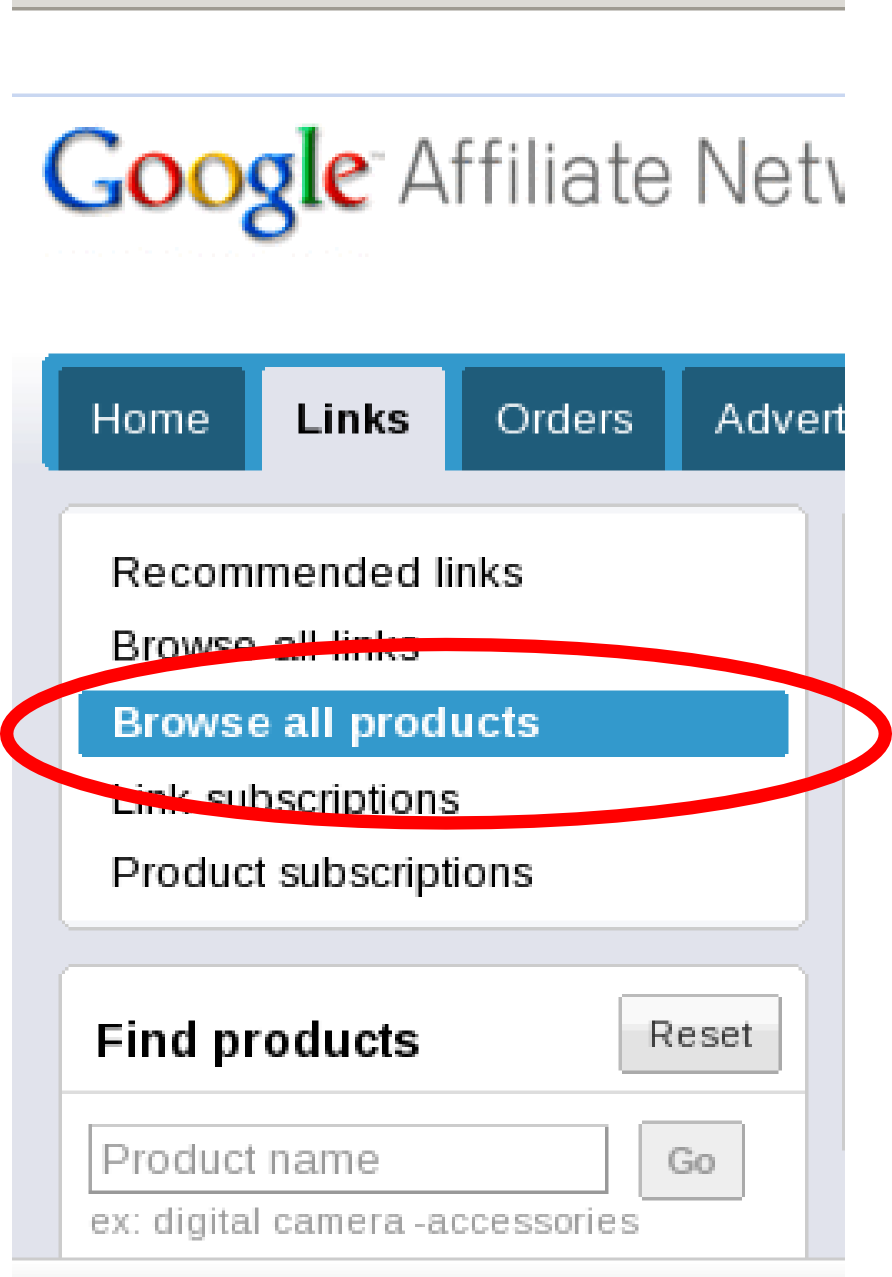 Google™ Affiliate Netw
Home Links Orders Advert
Recommended links
Browse all links
Browse all products
Link subscriptions
Product subscriptions
Find products Reset
Product name Go
ex: digital camera -accessories